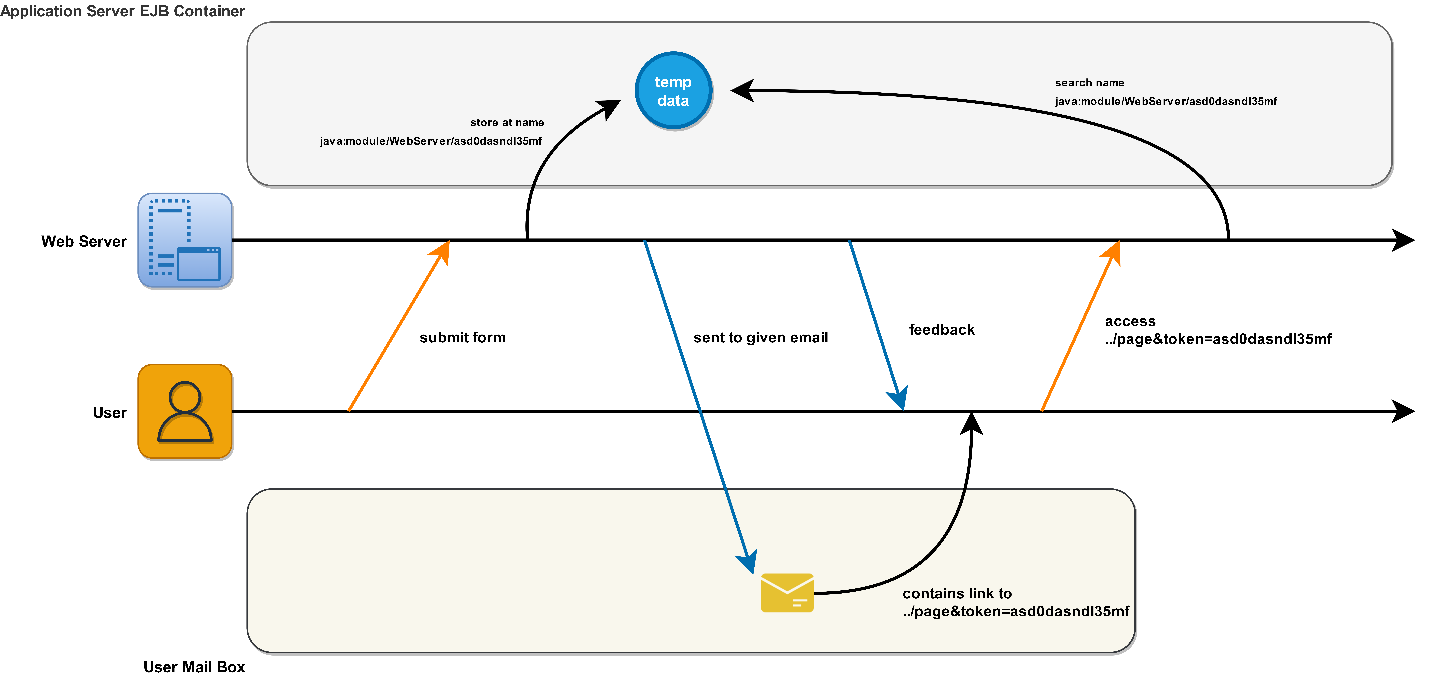 Application Server EJB Container
temp
data
search name
java:module/WebServer/asd0dasndl35mf
store at name
java:module/WebServer/asd0dasndl35mf
Web Server
submit form
sent to given email
feedback
access
../page&token=asd0dasndl35mf
User
contains link to
../page&token=asd0dasndl35mf
User Mail Box